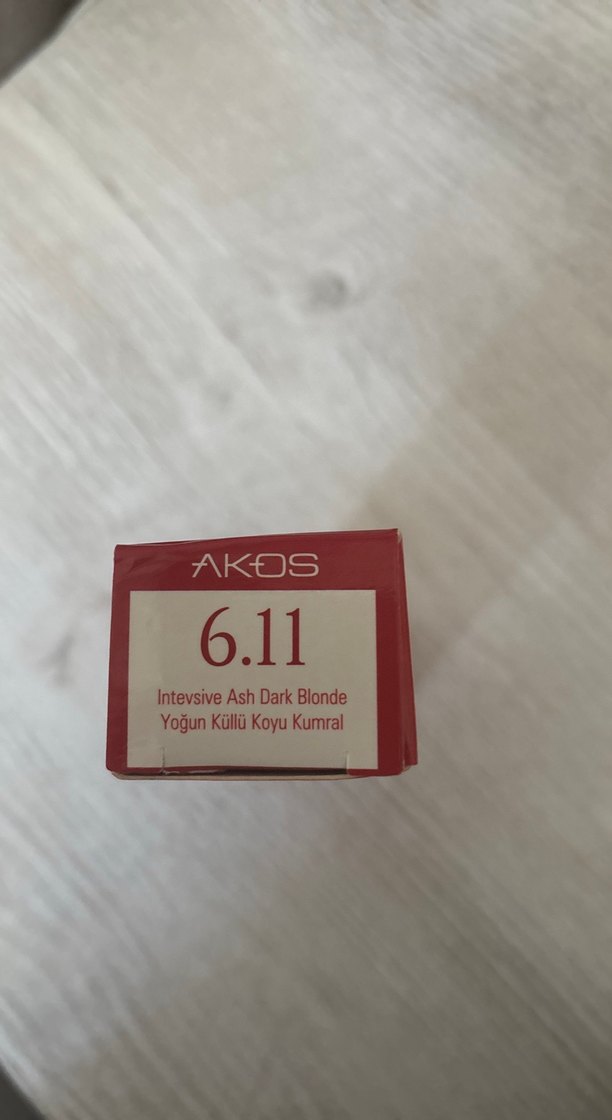 AKOS
6.11
Intevsive Ash Dark Blonde
Yoğun Küllü Koyu Kumral